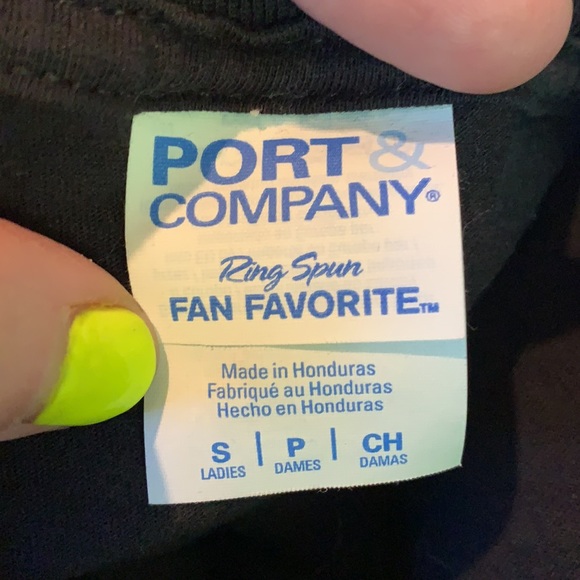 PORT &
COMPANY®
Ring Spun
FAN FAVORITE™
Made in Honduras
Fabriqué au Honduras
Hecho en Honduras
S | P | CH
LADIES DAMES DAMAS